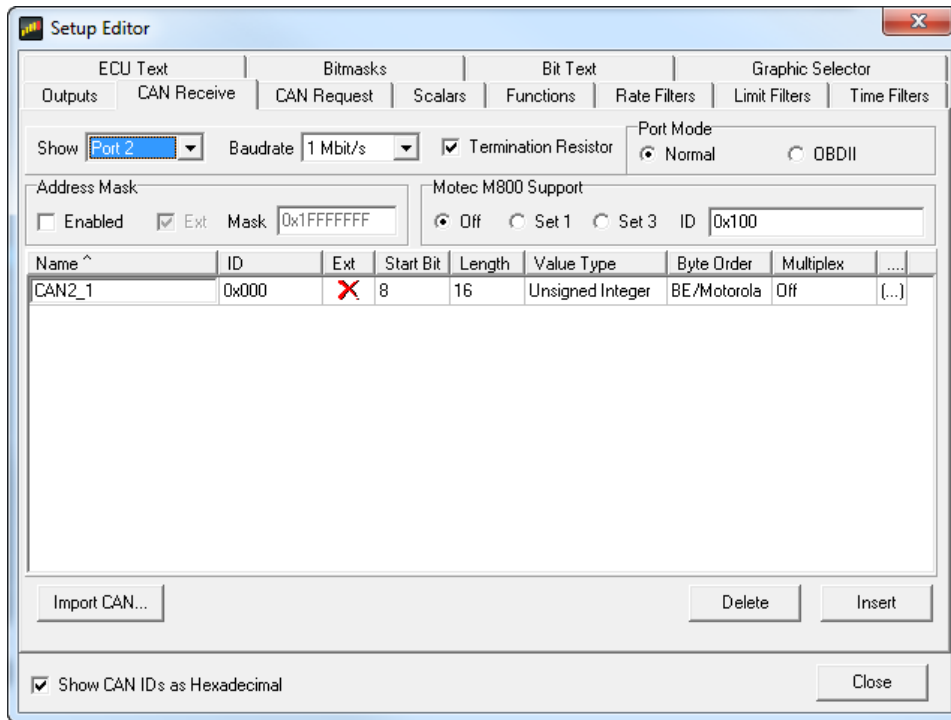 Setup Editor
ECU Text Bitmasks Bit Text Graphic Selector
Outputs CAN Receive CAN Request Scalars Functions Rate Filters Limit Filters Time Filters
Show Port 2 Baudrate 1 Mbit/s Termination Resistor
Port Mode
Normal OBDII
Address Mask
Enabled Ext Mask 0x1FFFFFFF
Motec M800 Support
Off Set 1 Set 3 ID 0x100
Name ^ ID Ext Start Bit Length Value Type Byte Order Multiplex ....
CAN2_1 0x000 8 16 Unsigned Integer BE/Motorola Off (...)
Import CAN... Delete Insert
Show CAN IDs as Hexadecimal Close